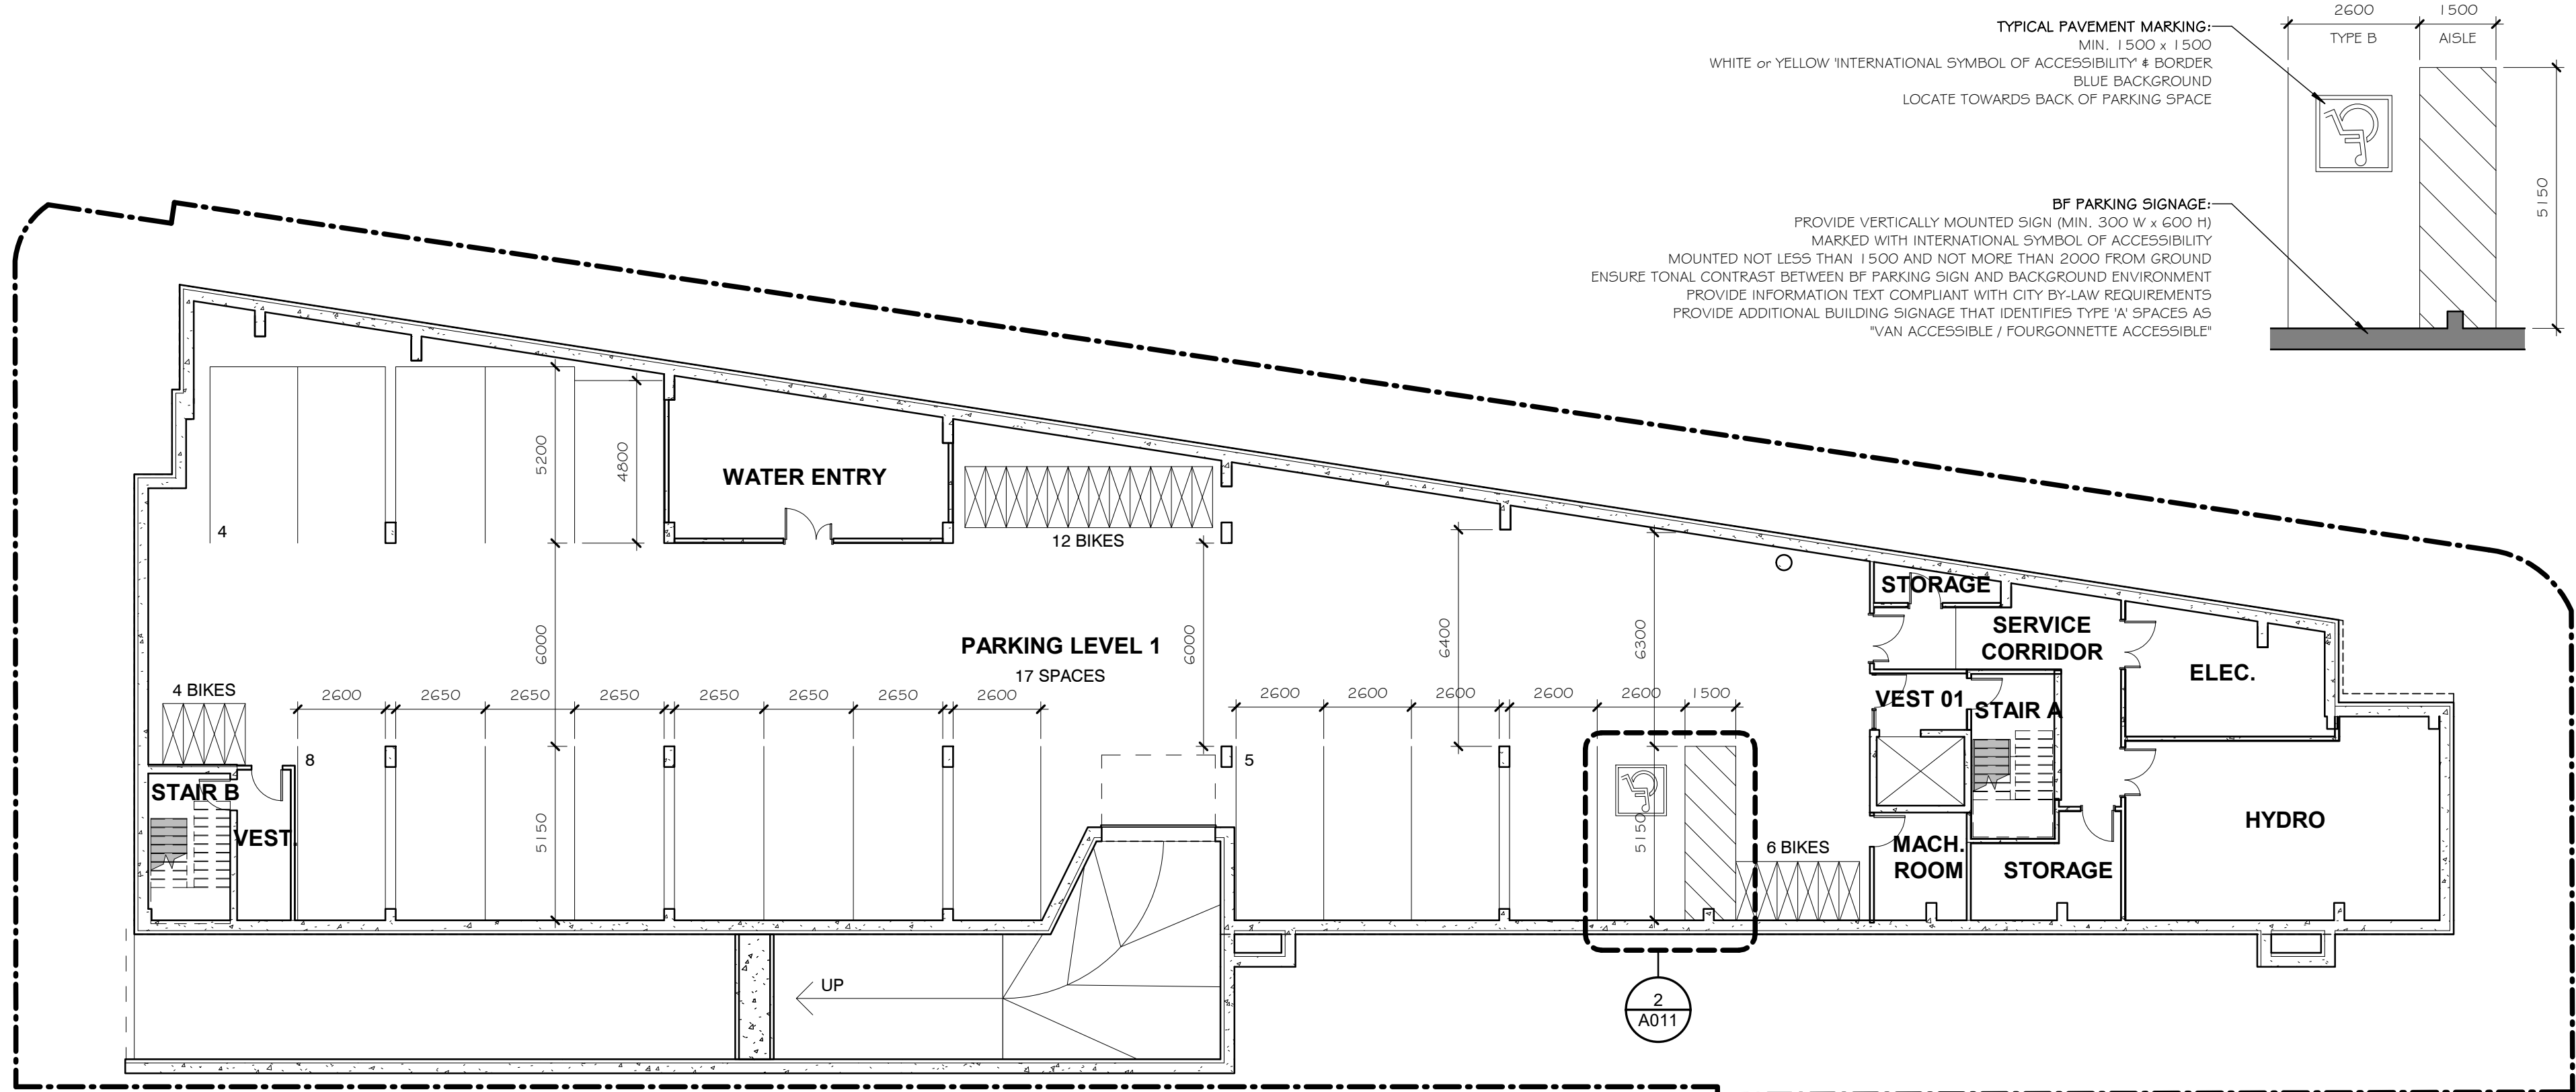 2600 1500
TYPE B AISLE
5150
TYPICAL PAVEMENT MARKING:
MIN. 1500 x 1500
WHITE or YELLOW 'INTERNATIONAL SYMBOL OF ACCESSIBILITY' & BORDER
BLUE BACKGROUND
LOCATE TOWARDS BACK OF PARKING SPACE
BF PARKING SIGNAGE:
PROVIDE VERTICALLY MOUNTED SIGN (MIN. 300 W x 600 H)
MARKED WITH INTERNATIONAL SYMBOL OF ACCESSIBILITY
MOUNTED NOT LESS THAN 1500 AND NOT MORE THAN 2000 FROM GROUND
ENSURE TONAL CONTRAST BETWEEN BF PARKING SIGN AND BACKGROUND ENVIRONMENT
PROVIDE INFORMATION TEXT COMPLIANT WITH CITY BY-LAW REQUIREMENTS
PROVIDE ADDITIONAL BUILDING SIGNAGE THAT IDENTIFIES TYPE 'A' SPACES AS
"VAN ACCESSIBLE / FOURGONNETTE ACCESSIBLE"
5200
4800
WATER ENTRY
4
12 BIKES
STORAGE
SERVICE
CORRIDOR
6000
PARKING LEVEL 1
17 SPACES
6000
6400
6300
ELEC.
4 BIKES
2600 2650 2650 2650 2650 2650 2650 2600
2600 2600 2600 2600 2600 1500
VEST 01
STAIR A
8
5
STAIR B
VEST.
5150
5150
6 BIKES
MACH.
ROOM
STORAGE
HYDRO
UP
2
A011